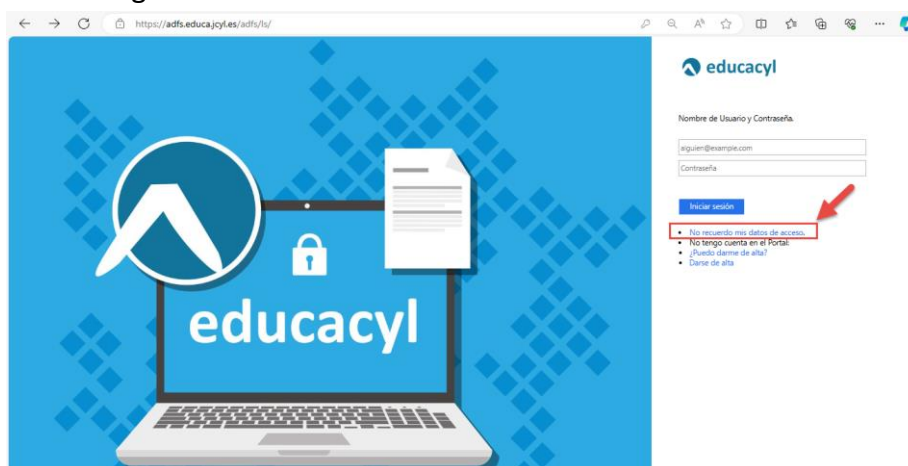 https://adfs.educa.jcyl.es/adfs/ls/
educacyl
Nombre de Usuario y Contraseña.
alguien@example.com
Contraseña
Iniciar sesión
No recuerdo mis datos de acceso.
No tengo cuenta en el Portal:
¿Puedo darme de alta?
Darse de alta
educacyl